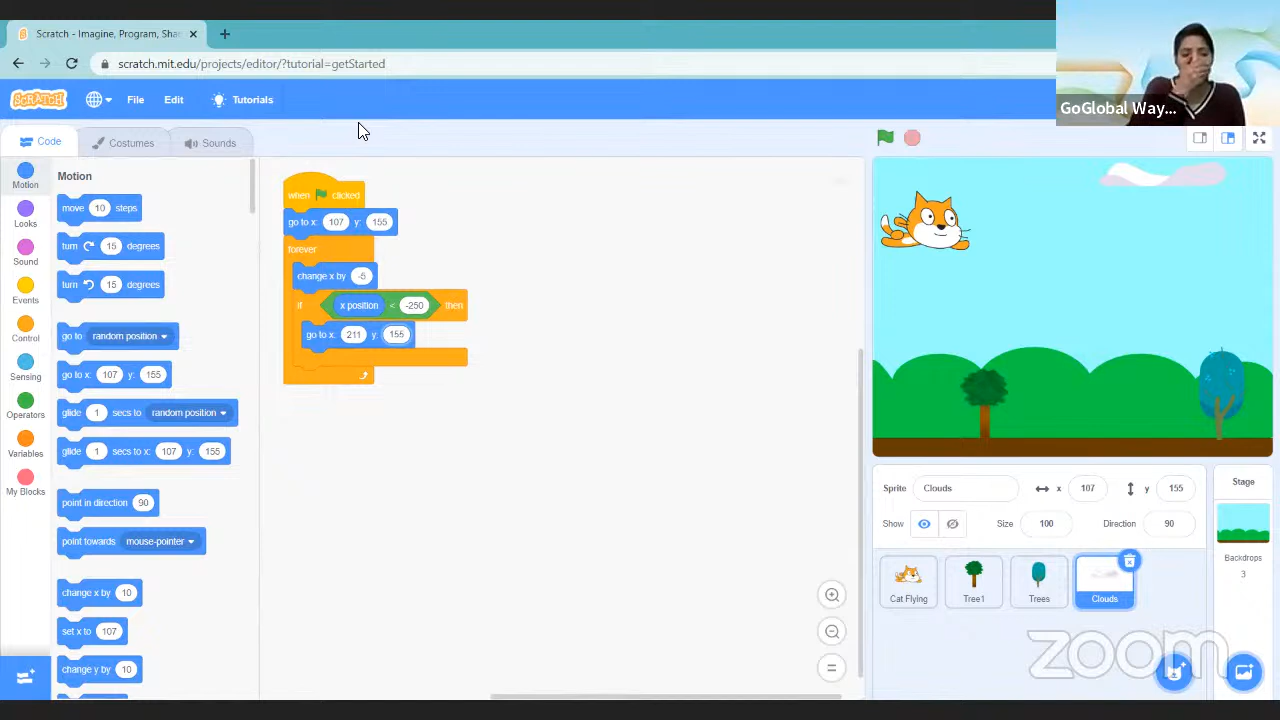 Scratch - Imagine, Program, Shar
scratch.mit.edu/projects/editor/?tutorial=getStarted
GoGlobal Way...
SCRATCH
File
Edit
Tutorials
Code
Costumes
Sounds
Motion
Looks
Sound
Events
Control
Sensing
Operators
Variables
My Blocks
Motion
move 10 steps
turn 15 degrees
turn 15 degrees
go to random position
go to x: 107 y: 155
glide 1 secs to random position
glide 1 secs to x: 107 y: 155
point in direction 90
point towards mouse-pointer
change x by 10
set x to 107
change y by 10
when clicked
go to x: 107 y: 155
forever
change x by -5
if x position < -250 then
go to x: 211 y: 155
Sprite Clouds x 107 y 155
Show Size 100 Direction 90
Cat Flying
Tree1
Trees
Clouds
Stage
Backdrops
3
zoom